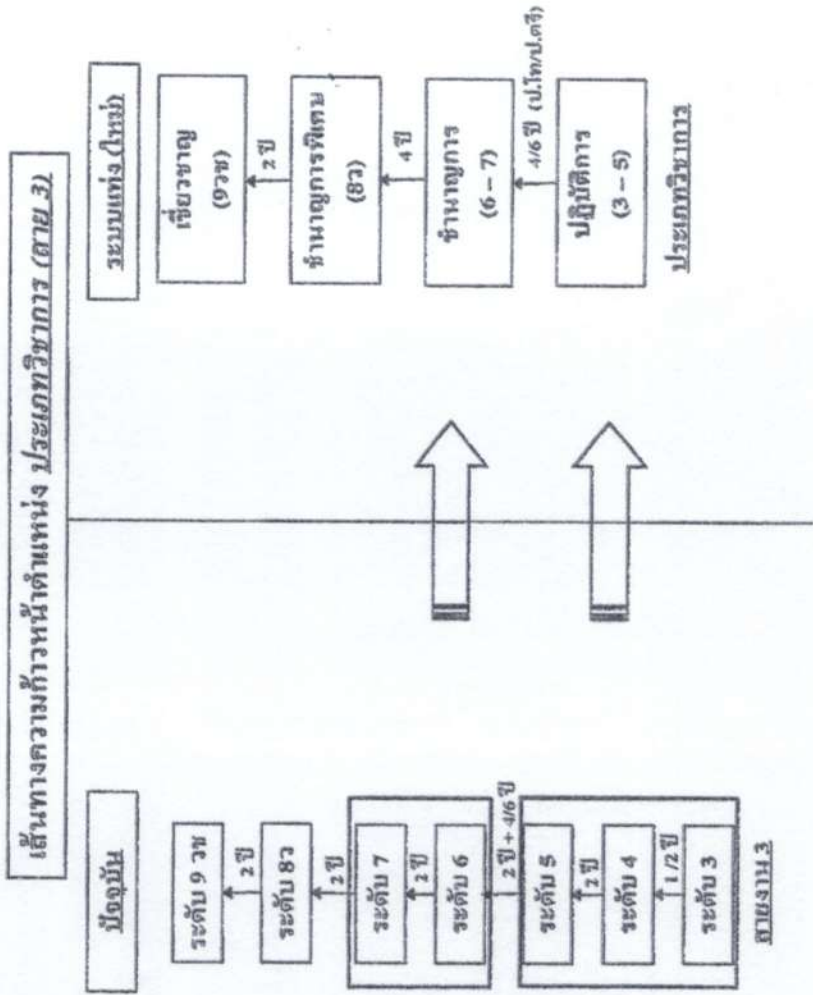 เส้นทางความก้าวหน้าตำแหน่ง ประเภทวิชาการ (สาย 3)
ปัจจุบัน
ระดับ 9 วช
2 ปี
ระดับ 8ว
2 ปี
ระดับ 7
2 ปี
ระดับ 6
2 ปี + 4/6 ปี
ระดับ 5
2 ปี
ระดับ 4
1/2 ปี
ระดับ 3
สายงาน 3
ระบบแท่ง (ใหม่)
เชี่ยวชาญ
(9วช)
2 ปี
ชำนาญการพิเศษ
(8ว)
4 ปี
ชำนาญการ
(6 – 7)
4/6 ปี (ป.โท/ป.ตรี)
ปฏิบัติการ
(3 – 5)
ประเภทวิชาการ